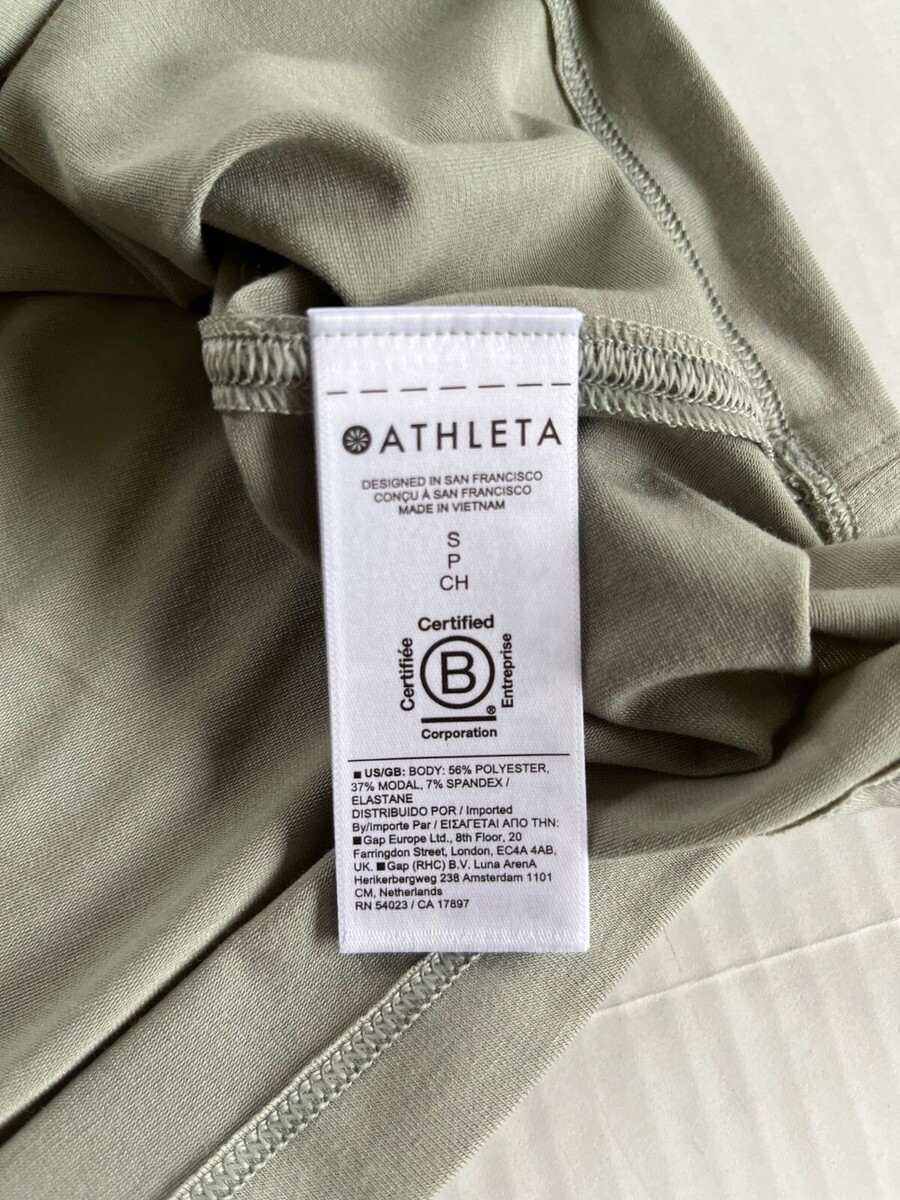 ATHLETA
DESIGNED IN SAN FRANCISCO
CONÇU À SAN FRANCISCO
MADE IN VIETNAM
S
P
CH
Certified
Certifiée
B
Entreprise
®
Corporation
■ US/GB: BODY: 56% POLYESTER,
37% MODAL, 7% SPANDEX /
ELASTANE
DISTRIBUIDO POR / Imported
By/Importe Par / ΕΙΣΑΓΕΤΑΙ ΑΠΟ ΤΗΝ:
■Gap Europe Ltd., 8th Floor, 20
Farringdon Street, London, EC4A 4AB,
UK. ■Gap (RHC) B.V. Luna ArenA
Herikerbergweg 238 Amsterdam 1101
CM, Netherlands
RN 54023 / CA 17897